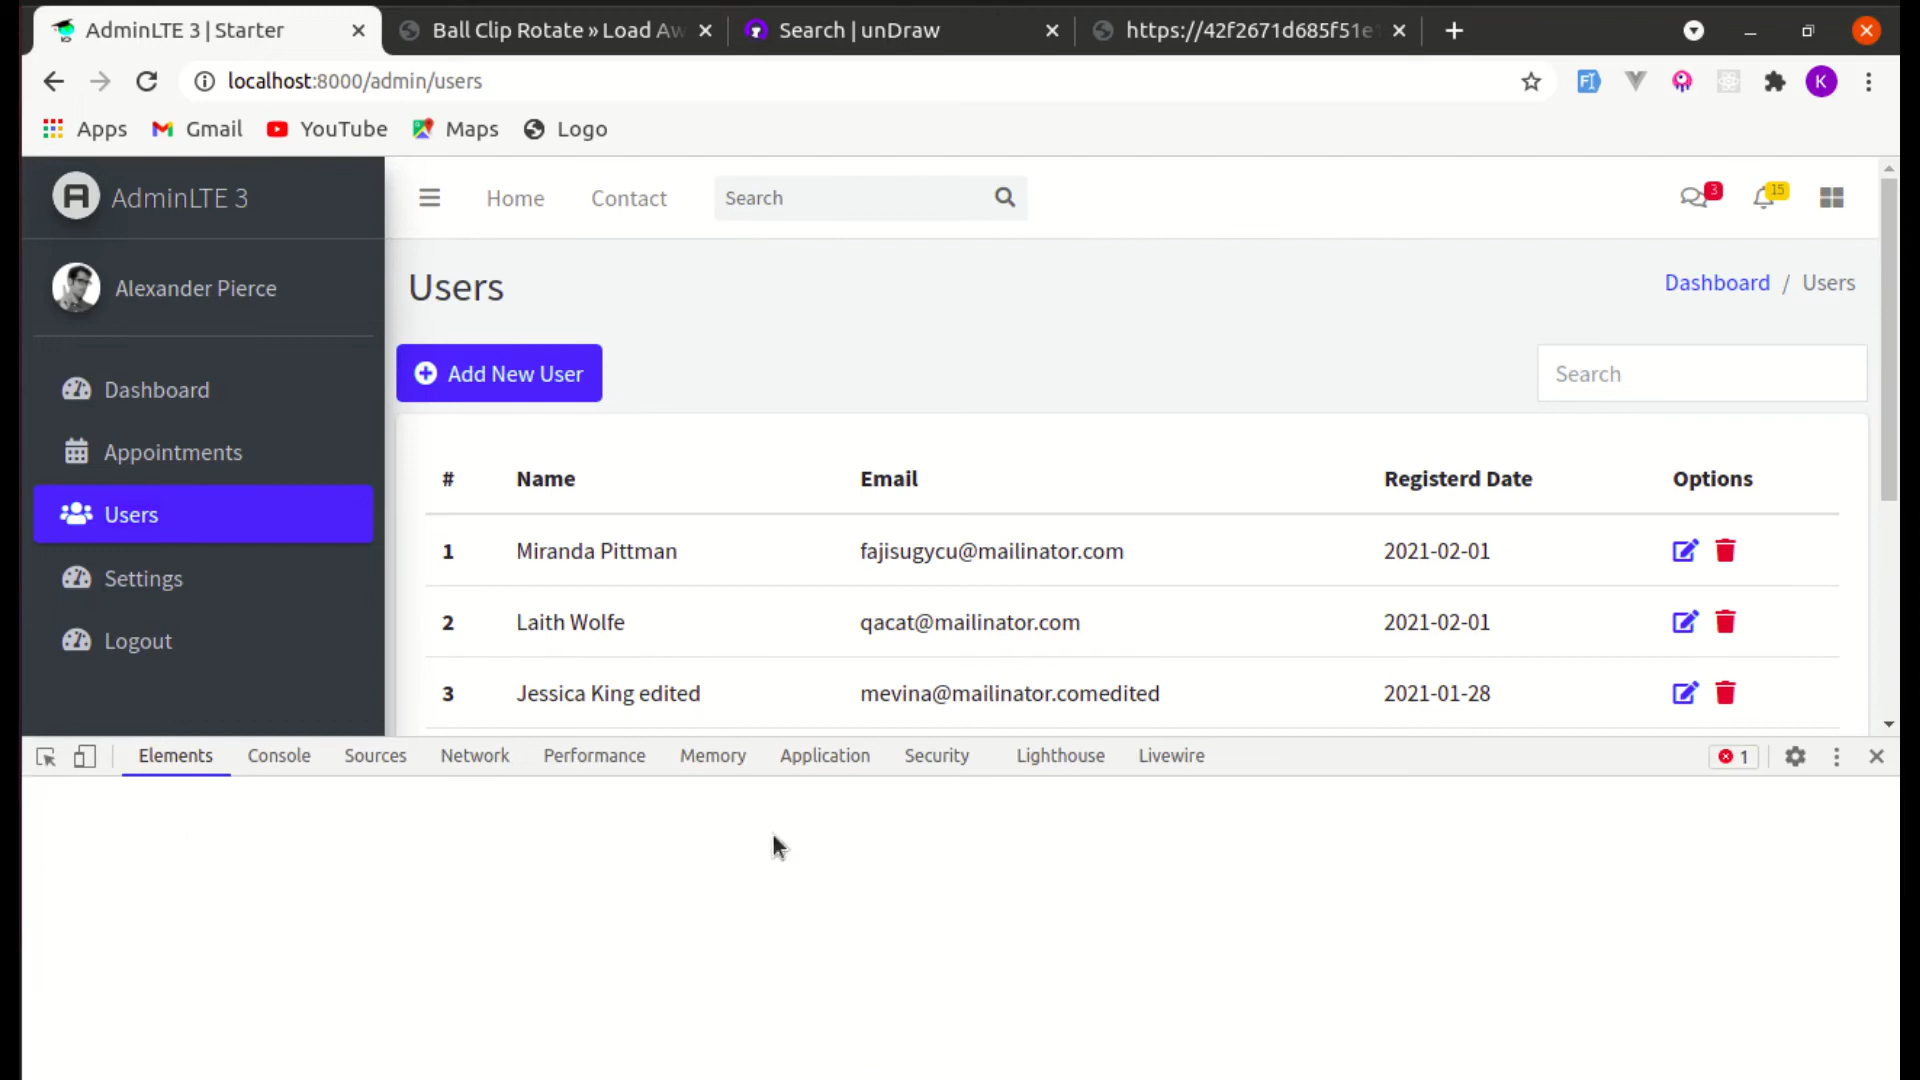 AdminLTE 3 | Starter
Ball Clip Rotate » Load Aw
Search | unDraw
https://42f2671d685f51e1
localhost:8000/admin/users
K
Apps
Gmail
YouTube
Maps
Logo
AdminLTE 3
Home
Contact
Search
3
15
Alexander Pierce
Users
Dashboard / Users
Add New User
Search
Dashboard
Appointments
Users
Settings
Logout
# Name Email Registerd Date Options
1 Miranda Pittman fajisugycu@mailinator.com 2021-02-01
2 Laith Wolfe qacat@mailinator.com 2021-02-01
3 Jessica King edited mevina@mailinator.comedited 2021-01-28
Elements Console Sources Network Performance Memory Application Security Lighthouse Livewire 1